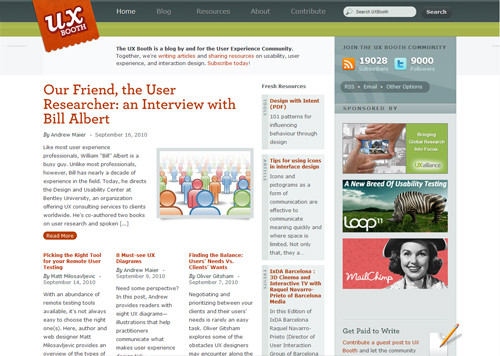 UX
BOOTH
Home
Blog
Resources
About
Contribute
Search UXBooth
Search
The UX Booth is a blog by and for the User Experience Community.
Together, we're writing articles and sharing resources on usability, user
experience, and interaction design. Subscribe today!
Our Friend, the User
Researcher: an Interview with
Bill Albert
By Andrew Maier • September 16, 2010
Like most user experience
professionals, William "Bill" Albert is a
busy guy. Unlike most professionals,
however, Bill has nearly a decade of
experience in the field. Today, he directs
the Design and Usability Center at
Bentley University, an organization
offering UX consulting services to clients
worldwide. He's co-authored two books
on user research and spoken [...]
Read More
Picking the Right Tool
for your Remote User
Testing
By Matt Milosavljevic •
September 14, 2010
With an abundance of
remote testing tools
available, it's not always
easy to choose the right
one(s). Here, author and
web designer Matt
Milosavljevic provides an
overview of the types of
8 Must-see UX
Diagrams
By Andrew Maier •
September 9, 2010
Need some perspective?
In this post, Andrew
provides readers with
eight UX diagrams—
illustrations that help
practitioners
communicate what
makes user experience
Finding the Balance:
Users' Needs Vs.
Clients' Wants
By Oliver Gitsham •
September 7, 2010
Negotiating and
prioritizing between your
clients and their users'
needs is rarely an easy
task. Oliver Gitsham
explores some of the
obstacles UX designers
may encounter along the
Fresh Resources
Design with Intent
(PDF)
101 patterns for
influencing
behaviour through
design
Tips for using icons
in interface design
Icons and
pictograms as a
form of
communication are
effective to
communicate
meaning quickly and
where space is
limited. Not only
that, they a...
IxDA Barcelona :
3D Cinema and
Interactive TV with
Raquel Navarro-
Prieto of Barcelona
Media
In this Edition of
IxDA Barcelona and
Raquel Navarro-
Prieto (Director of
User Interaction
Group of Barcelona
JOIN THE UX BOOTH COMMUNITY
19028
Subscribers
9000
Followers
RSS • Email • Other Options
SPONSORED BY
Bringing
Global Research
Into Focus
UXalliance
A New Breed Of Usability Testing
Loop11
MailChimp
Get Paid to Write
Contribute a guest post to UX
Booth and let the community